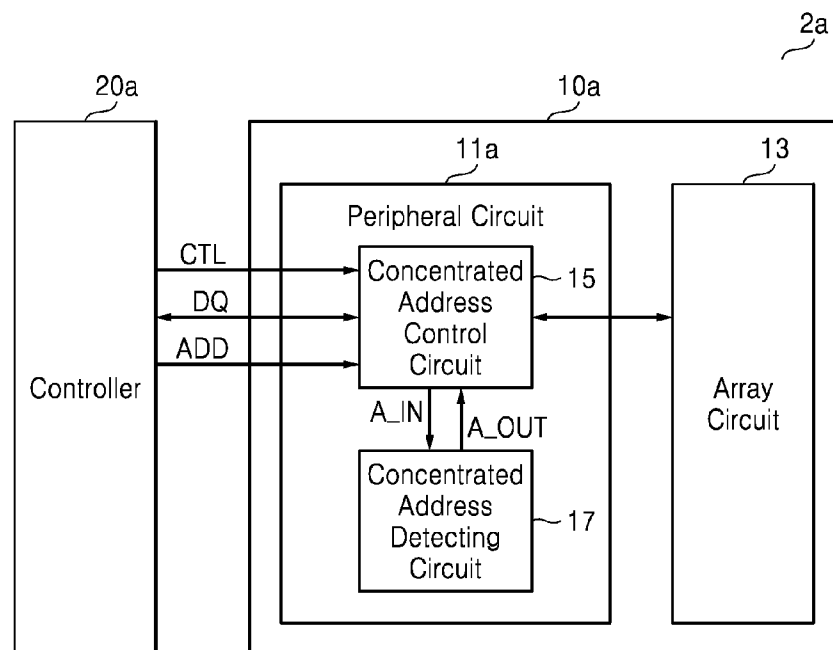 2a
20a
10a
11a
13
Peripheral Circuit
CTL
Concentrated
Address
Control
Circuit
15
DQ
ADD
Controller
A_IN
A_OUT
Array
Circuit
Concentrated
Address
Detecting
Circuit
17